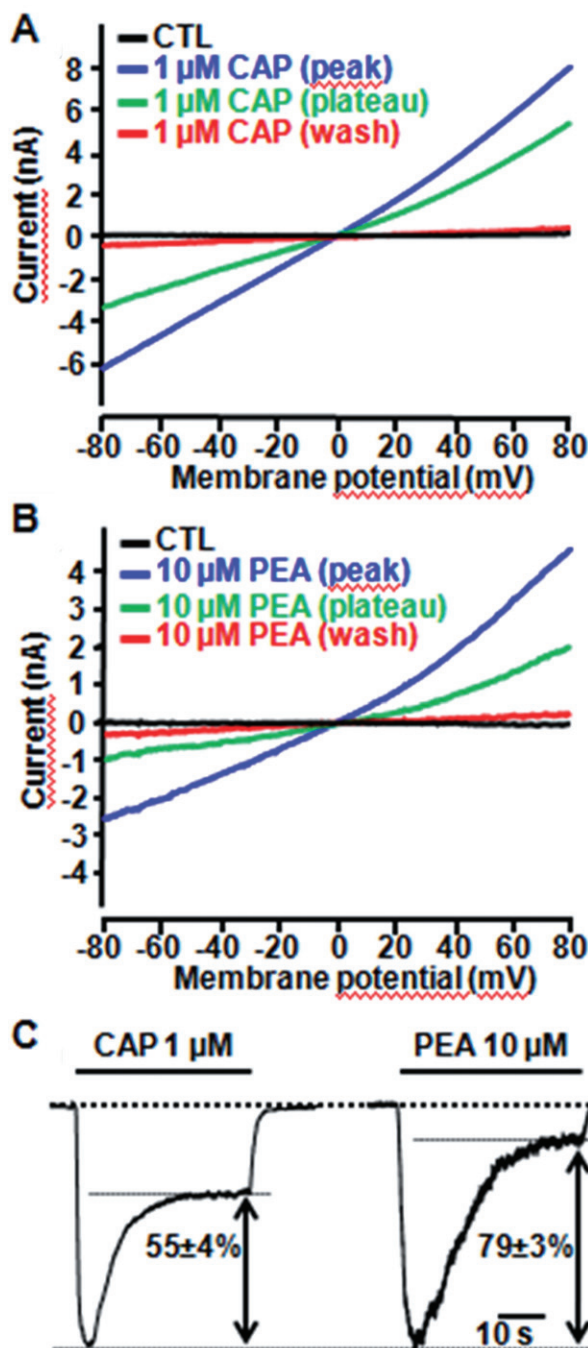 A
CTL
1 µM CAP (peak)
1 µM CAP (plateau)
1 µM CAP (wash)
8
6
4
2
0
-2
-4
-6
Current (nA)
-80 -60 -40 -20 0 20 40 60 80
Membrane potential (mV)
B
CTL
10 µM PEA (peak)
10 µM PEA (plateau)
10 µM PEA (wash)
4
3
2
1
0
-1
-2
-3
-4
Current (nA)
-80 -60 -40 -20 0 20 40 60 80
Membrane potential (mV)
C
CAP 1 µM PEA 10 µM
55±4% 79±3%
10 s